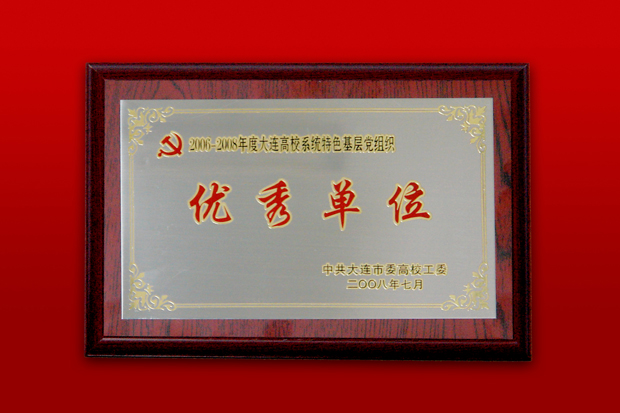 2006-2008年度大连高校系统特色基层党组织
优秀单位
中共大连市委高校工委
二〇〇八年七月